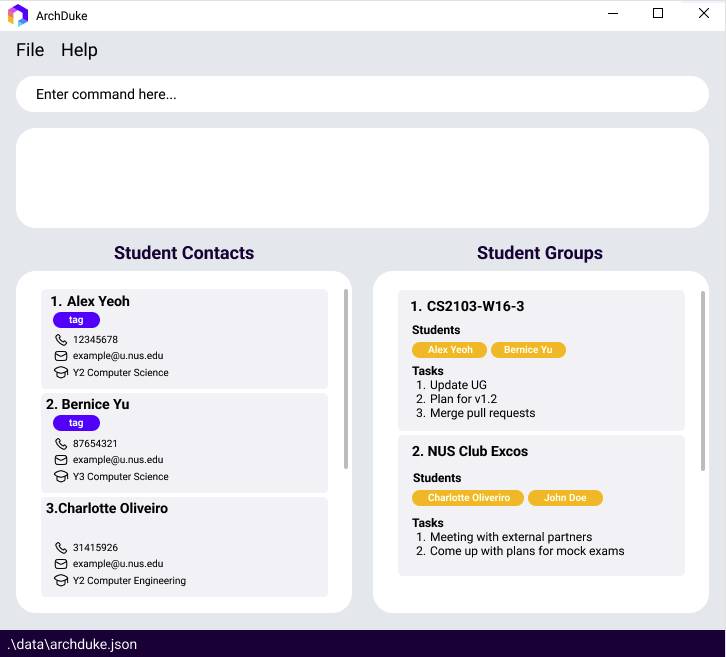 ArchDuke
File Help
Enter command here...
Student Contacts
1. Alex Yeoh
tag
12345678
example@u.nus.edu
Y2 Computer Science
2. Bernice Yu
tag
87654321
example@u.nus.edu
Y3 Computer Science
3.Charlotte Oliveiro
31415926
example@u.nus.edu
Y2 Computer Engineering
Student Groups
1. CS2103-W16-3
Students
Alex Yeoh Bernice Yu
Tasks
1. Update UG
2. Plan for v1.2
3. Merge pull requests
2. NUS Club Excos
Students
Charlotte Oliveriro John Doe
Tasks
1. Meeting with external partners
2. Come up with plans for mock exams
.\data\archduke.json